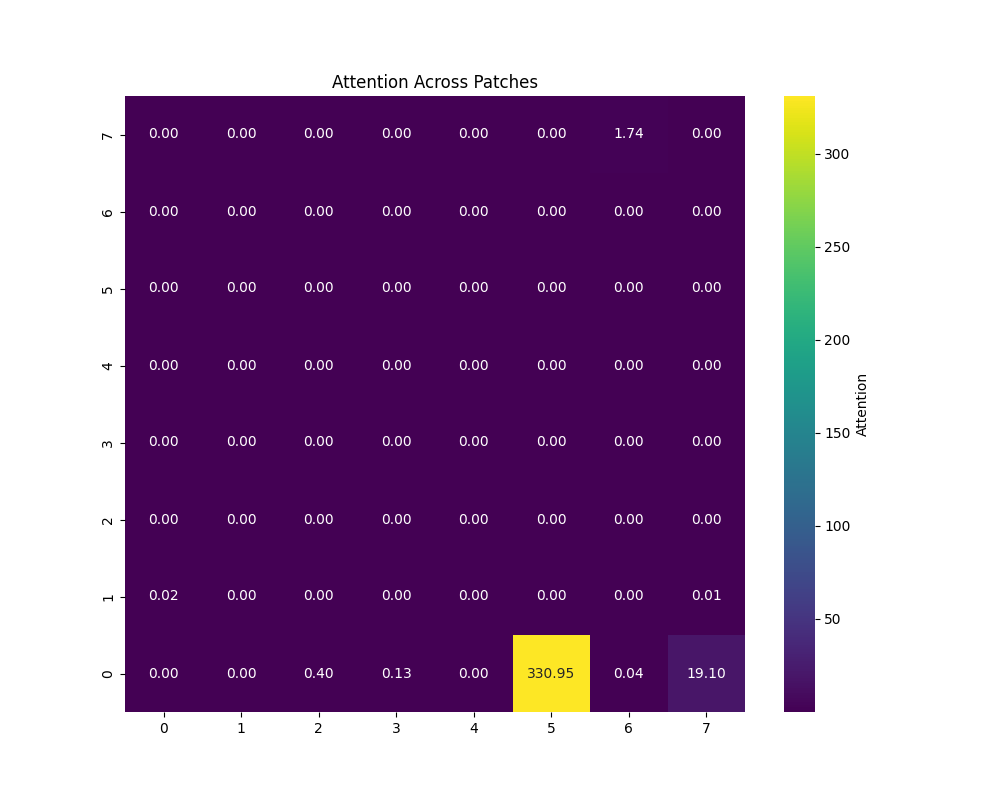 Attention Across Patches
7 0.00 0.00 0.00 0.00 0.00 0.00 1.74 0.00
300
6 0.00 0.00 0.00 0.00 0.00 0.00 0.00 0.00
250
5 0.00 0.00 0.00 0.00 0.00 0.00 0.00 0.00
200
4 0.00 0.00 0.00 0.00 0.00 0.00 0.00 0.00
Attention
150
3 0.00 0.00 0.00 0.00 0.00 0.00 0.00 0.00
100
2 0.00 0.00 0.00 0.00 0.00 0.00 0.00 0.00
1 0.02 0.00 0.00 0.00 0.00 0.00 0.00 0.01
50
0 0.00 0.00 0.40 0.13 0.00 330.95 0.04 19.10
0 1 2 3 4 5 6 7